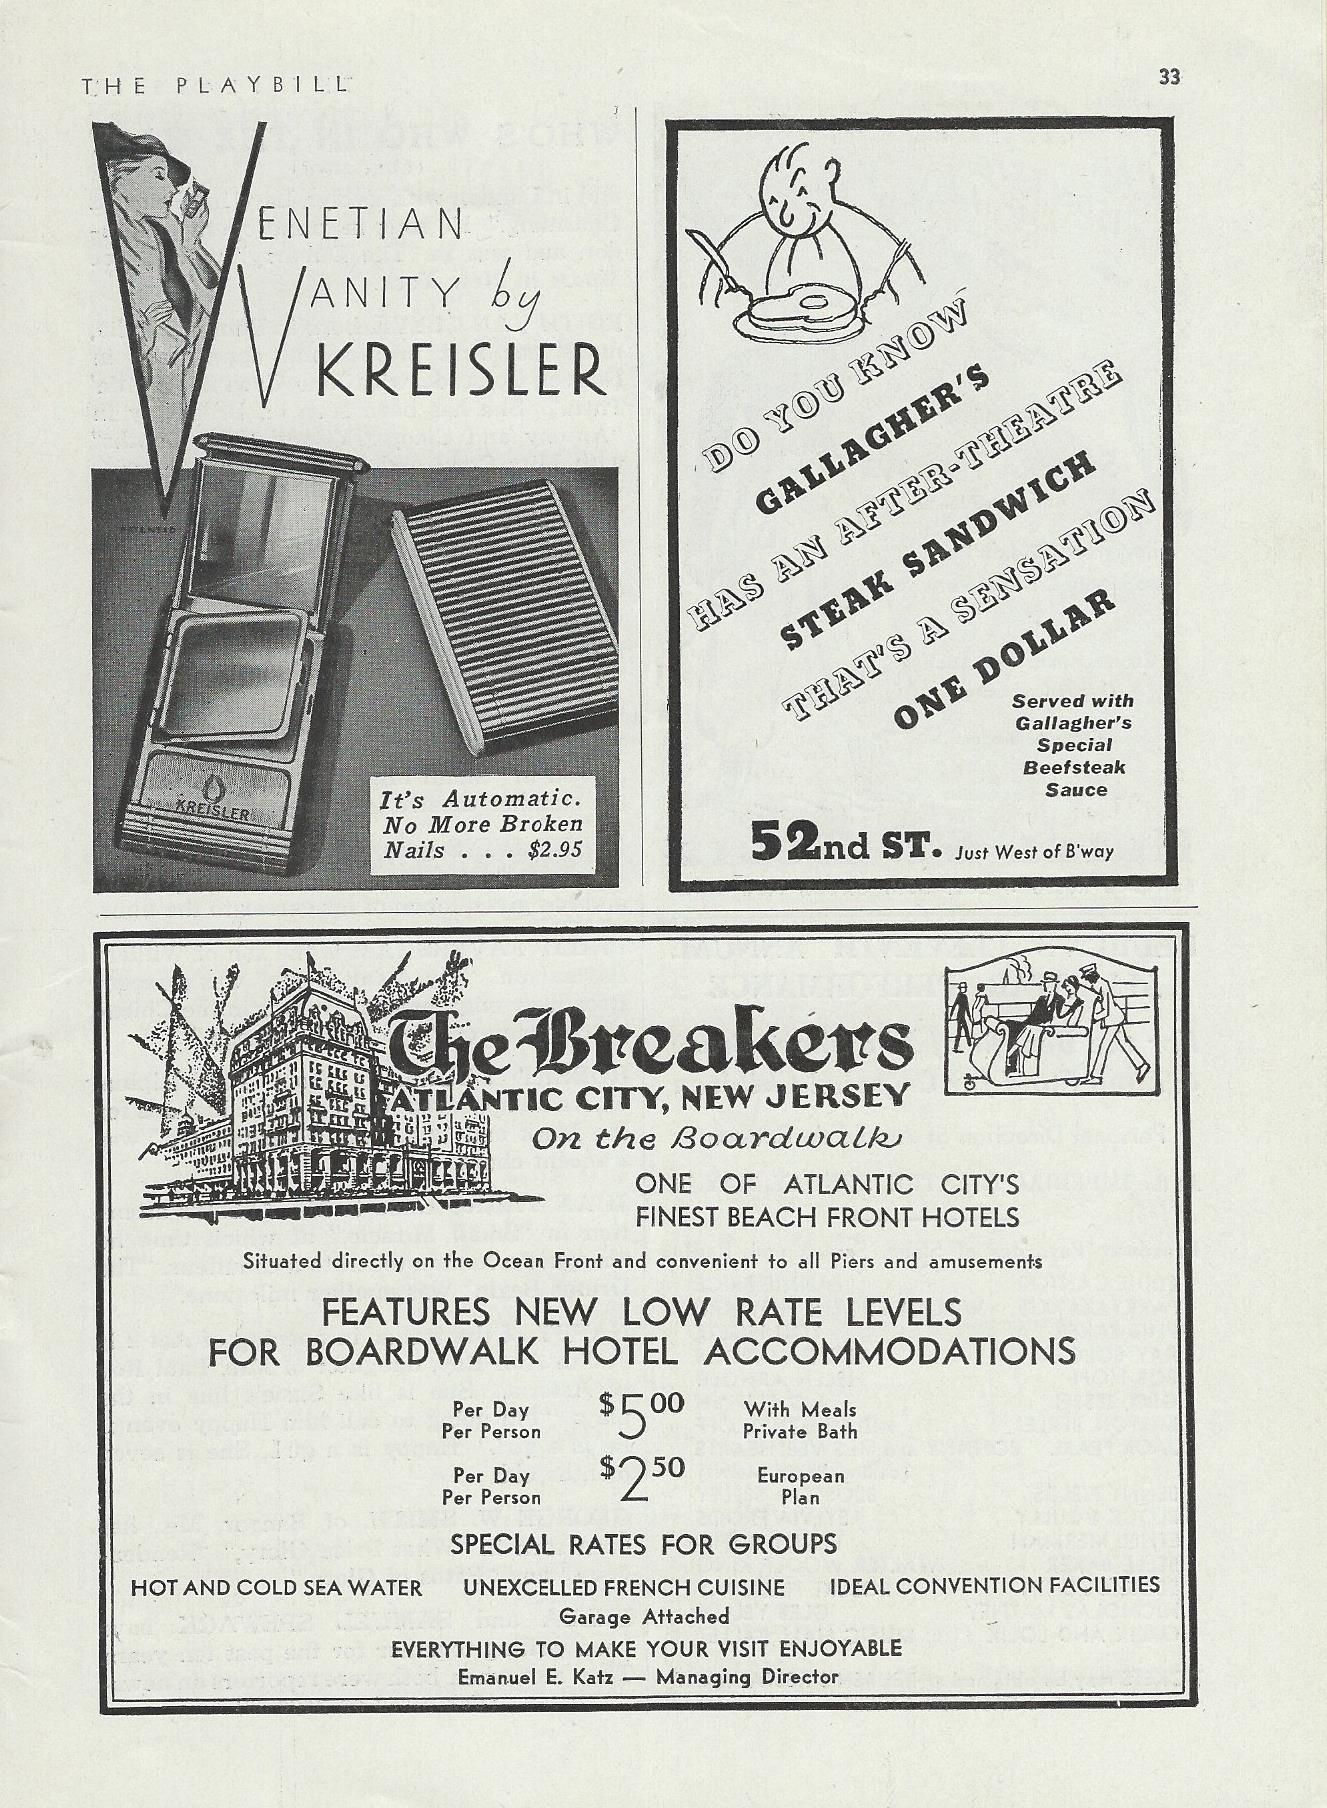 THE PLAYBILL
33
VENETIAN
VANITY by
KREISLER
PATENTED
KREISLER
It's Automatic.
No More Broken
Nails . . . $2.95
DO YOU KNOW
GALLAGHER'S
HAS AN AFTER-THEATRE
STEAK SANDWICH
THAT'S A SENSATION
ONE DOLLAR
Served with
Gallagher's
Special
Beefsteak
Sauce
52nd ST. Just West of B'way
The Breakers
ATLANTIC CITY, NEW JERSEY
On the Boardwalk
ONE OF ATLANTIC CITY'S
FINEST BEACH FRONT HOTELS
Situated directly on the Ocean Front and convenient to all Piers and amusements
FEATURES NEW LOW RATE LEVELS
FOR BOARDWALK HOTEL ACCOMMODATIONS
Per Day
Per Person
$5.00
With Meals
Private Bath
Per Day
Per Person
$2.50
European
Plan
SPECIAL RATES FOR GROUPS
HOT AND COLD SEA WATER UNEXCELLED FRENCH CUISINE IDEAL CONVENTION FACILITIES
Garage Attached
EVERYTHING TO MAKE YOUR VISIT ENJOYABLE
Emanuel E. Katz — Managing Director